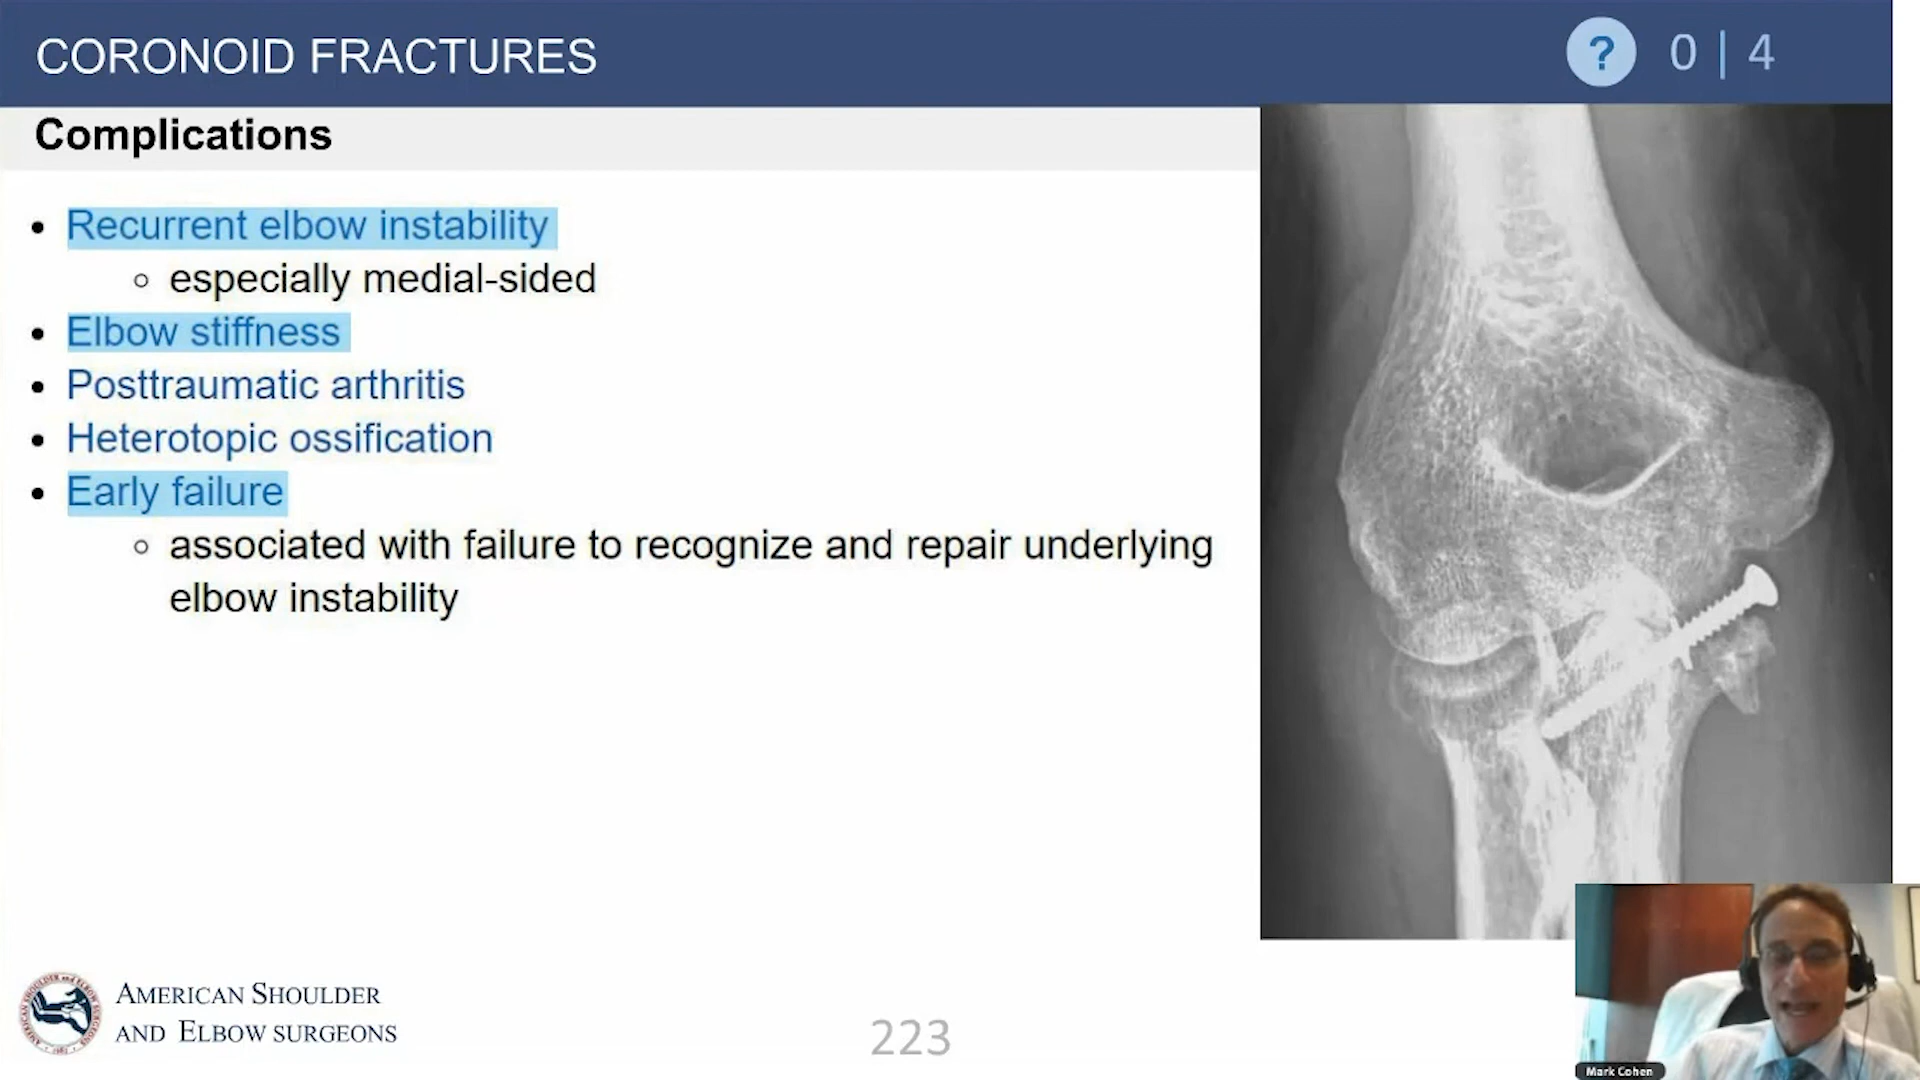 CORONOID FRACTURES
? 0 | 4
Complications
• Recurrent elbow instability
○ especially medial-sided
• Elbow stiffness
• Posttraumatic arthritis
• Heterotopic ossification
• Early failure
○ associated with failure to recognize and repair underlying
elbow instability
AMERICAN SHOULDER
AND ELBOW SURGEONS
223
Mark Cohen